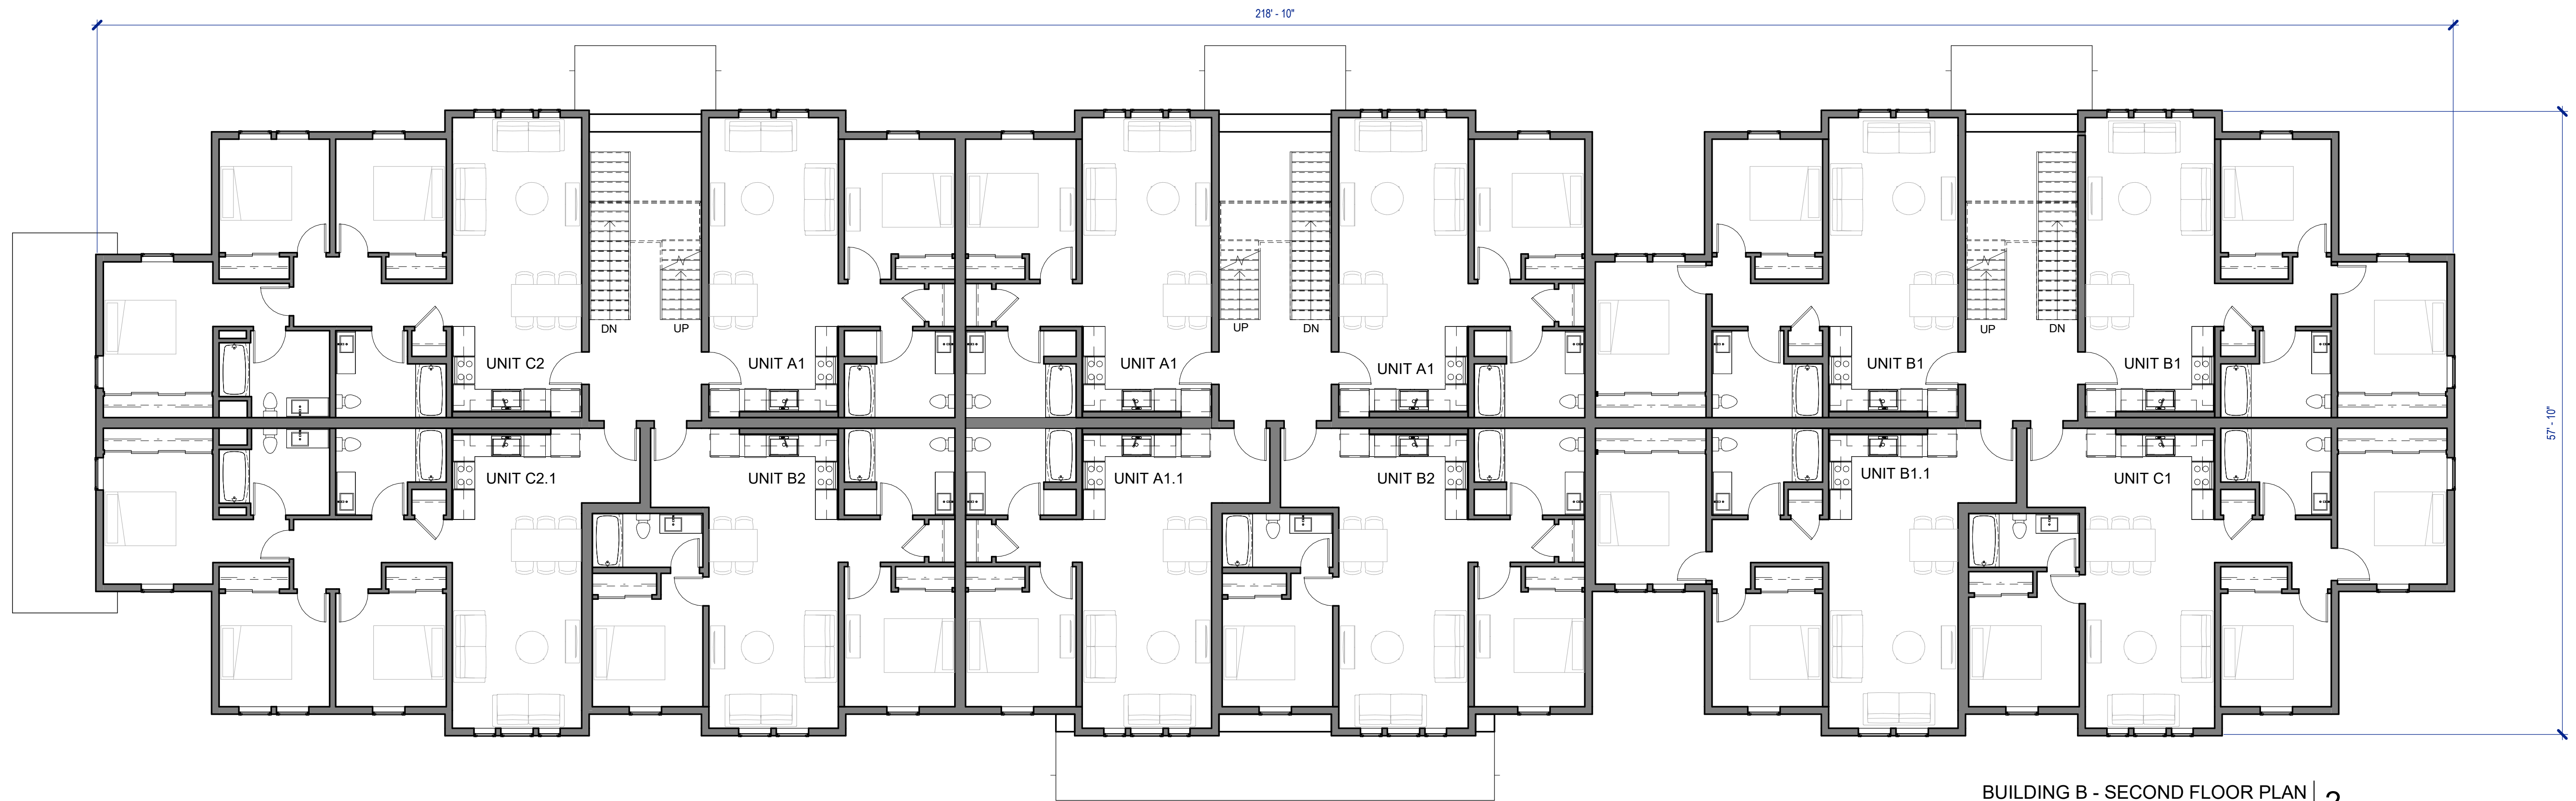 218' - 10"
DN
UP
UP
DN
UP
DN
UNIT C2
UNIT A1
UNIT A1
UNIT A1
UNIT B1
UNIT B1
57' - 10"
UNIT C2.1
UNIT B2
UNIT A1.1
UNIT B2
UNIT B1.1
UNIT C1
BUILDING B - SECOND FLOOR PLAN